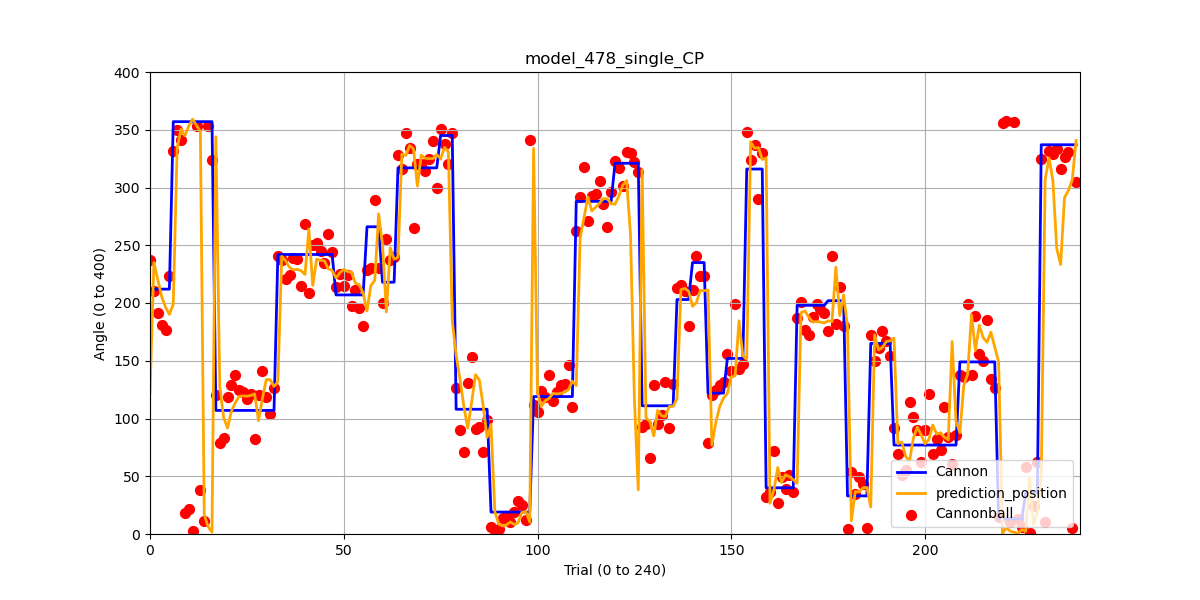 model_478_single_CP
400
350
300
250
200
150
100
50
0
Angle (0 to 400)
0 50 100 150 200
Trial (0 to 240)
Cannon
prediction_position
Cannonball